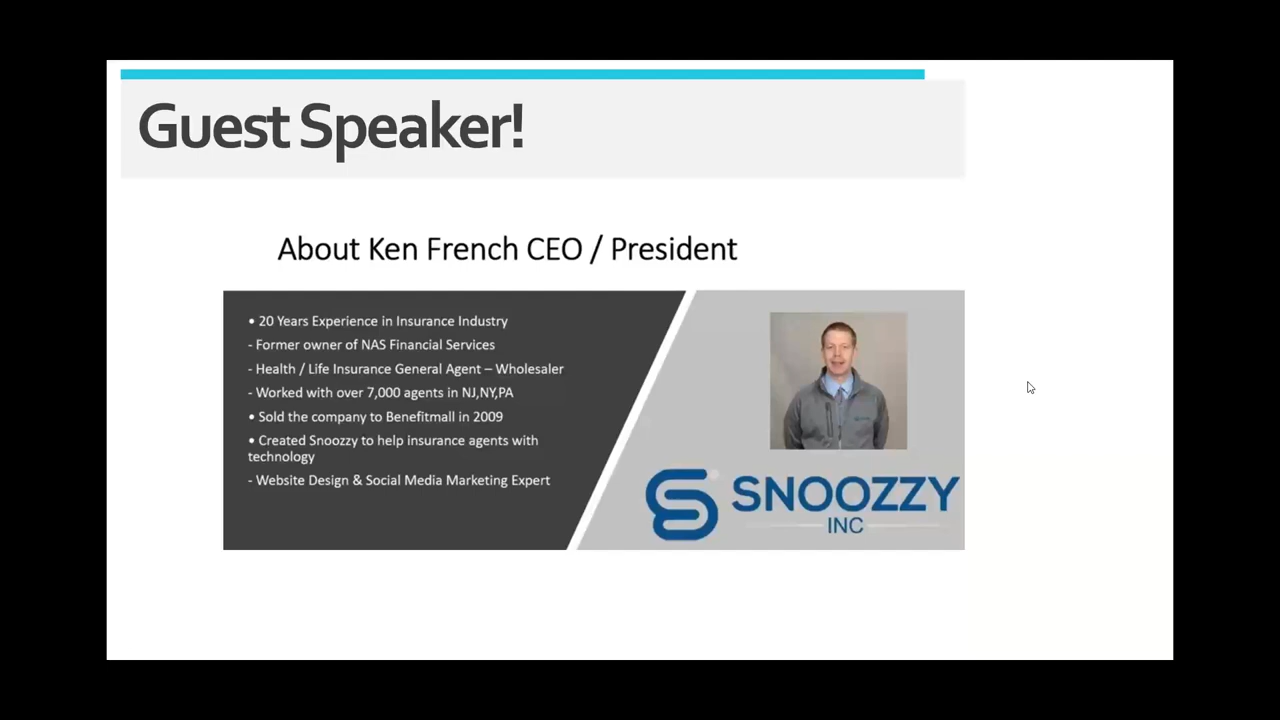 Guest Speaker!
About Ken French CEO / President
• 20 Years Experience in Insurance Industry
- Former owner of NAS Financial Services
- Health / Life Insurance General Agent – Wholesaler
- Worked with over 7,000 agents in NJ,NY,PA
• Sold the company to Benefitmall in 2009
• Created Snoozzy to help insurance agents with
technology
- Website Design & Social Media Marketing Expert
SNOOZZY
INC